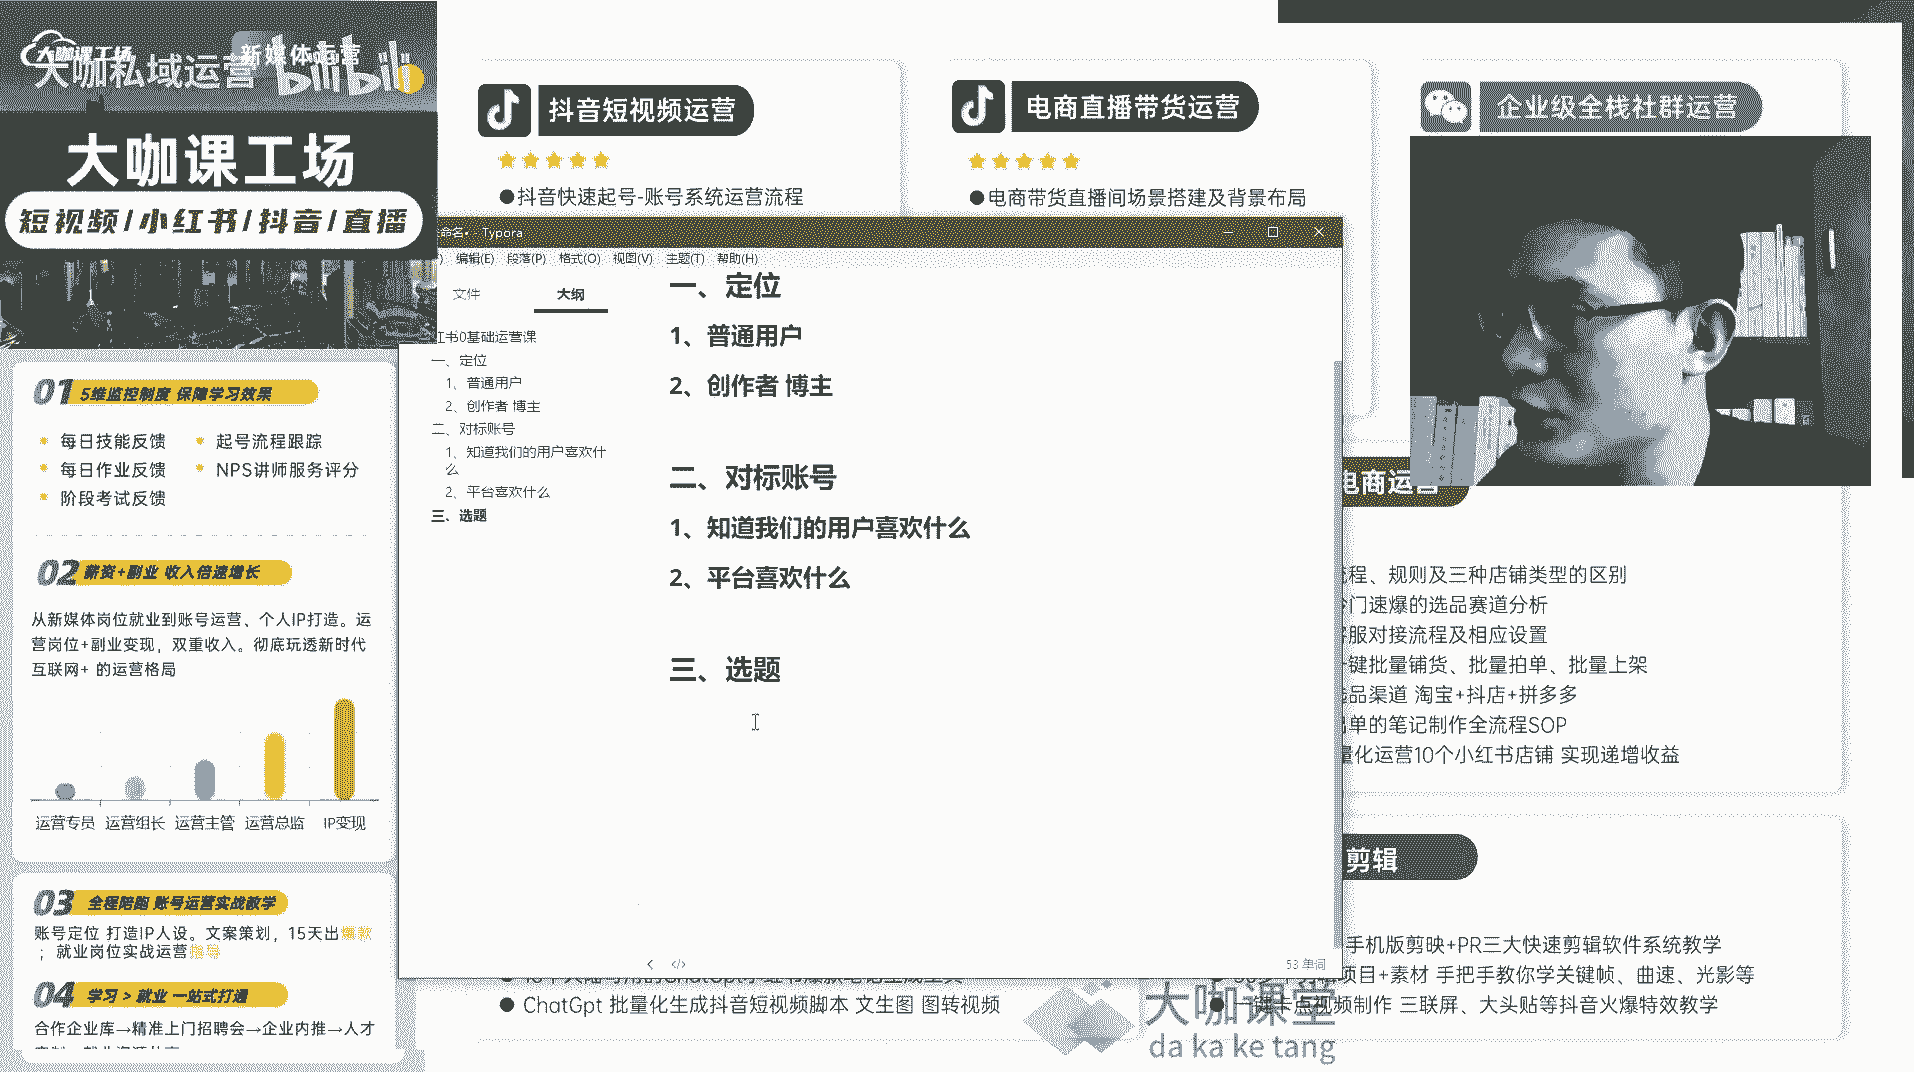 大咖私域运营
大咖课工场
新媒体运营
bilibili
大咖课工场
短视频/小红书/抖音/直播
01 5维监控制度 保障学习效果
每日技能反馈
起号流程跟踪
每日作业反馈
NPS讲师服务评分
阶段考试反馈
02 薪资+副业 收入倍速增长
从新媒体岗位就业到账号运营、个人IP打造。运
营岗位+副业变现，双重收入。彻底玩透新时代
互联网+ 的运营格局
运营专员 运营组长 运营主管 运营总监 IP变现
03 全程陪跑 账号运营实战教学
账号定位 打造IP人设。文案策划，15天出爆款
；就业岗位实战运营指导
04 学习 > 就业 一站式打通
合作企业库→精准上门招聘会→企业内推→人才
抖音短视频运营
●抖音快速起号-账号系统运营流程
电商直播带货运营
●电商带货直播间场景搭建及背景布局
企业级全栈社群运营
命名• Typora
编辑(E) 段落(P) 格式(O) 视图(V) 主题(T) 帮助(H)
文件
大纲
红书0基础运营课
一、定位
1、普通用户
2、创作者 博主
二、对标账号
1、知道我们的用户喜欢什
么
2、平台喜欢什么
三、选题
一、定位
1、普通用户
2、创作者 博主
二、对标账号
1、知道我们的用户喜欢什么
2、平台喜欢什么
三、选题
53 单词
电商运营
程、规则及三种店铺类型的区别
门速爆的选品赛道分析
服对接流程及相应设置
键批量铺货、批量拍单、批量上架
品渠道 淘宝+抖店+拼多多
单的笔记制作全流程SOP
量化运营10个小红书店铺 实现递增收益
剪辑
手机版剪映+PR三大快速剪辑软件系统教学
项目+素材 手把手教你学关键帧、曲速、光影等
一键卡点视频制作 三联屏、大头贴等抖音火爆特效教学
● ChatGpt 批量化生成抖音短视频脚本 文生图 图转视频
大咖课堂
da ka ke tang